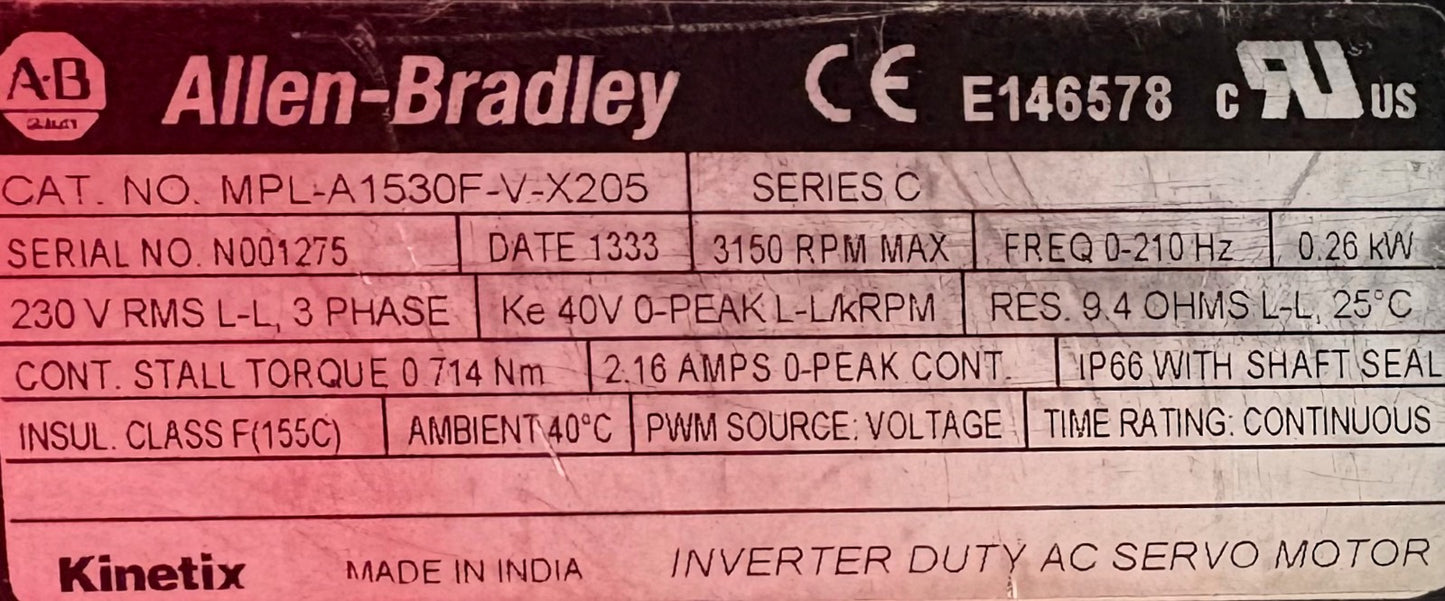 A-B Allen-Bradley CE E146578 c RU US
QUALITY
CAT. NO. MPL-A1530F-V-X205 SERIES C
SERIAL NO. N001275 DATE 1333 3150 RPM MAX FREQ 0-210 Hz 0.26 kW
230 V RMS L-L, 3 PHASE Ke 40V 0-PEAK L-L/kRPM RES. 9.4 OHMS L-L, 25°C
CONT. STALL TORQUE 0.714 Nm 2.16 AMPS 0-PEAK CONT. IP66 WITH SHAFT SEAL
INSUL. CLASS F(155C) AMBIENT 40°C PWM SOURCE: VOLTAGE TIME RATING: CONTINUOUS
Kinetix MADE IN INDIA INVERTER DUTY AC SERVO MOTOR